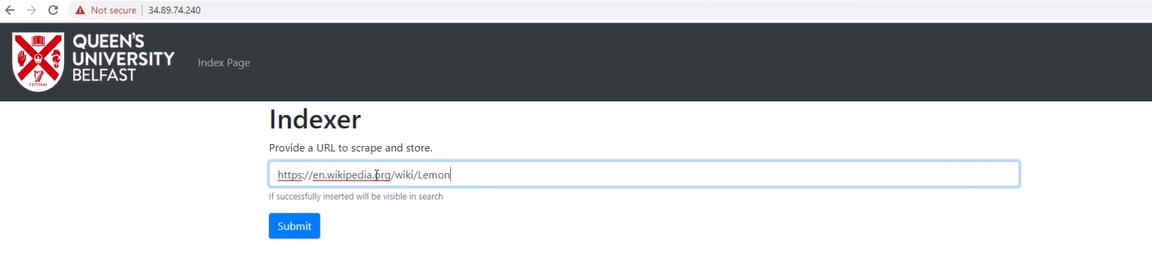 Not secure | 34.89.74.240
QUEEN'S
UNIVERSITY
BELFAST
Index Page
Indexer
Provide a URL to scrape and store.
https://en.wikipedia.org/wiki/Lemon
If successfully inserted will be visible in search
Submit